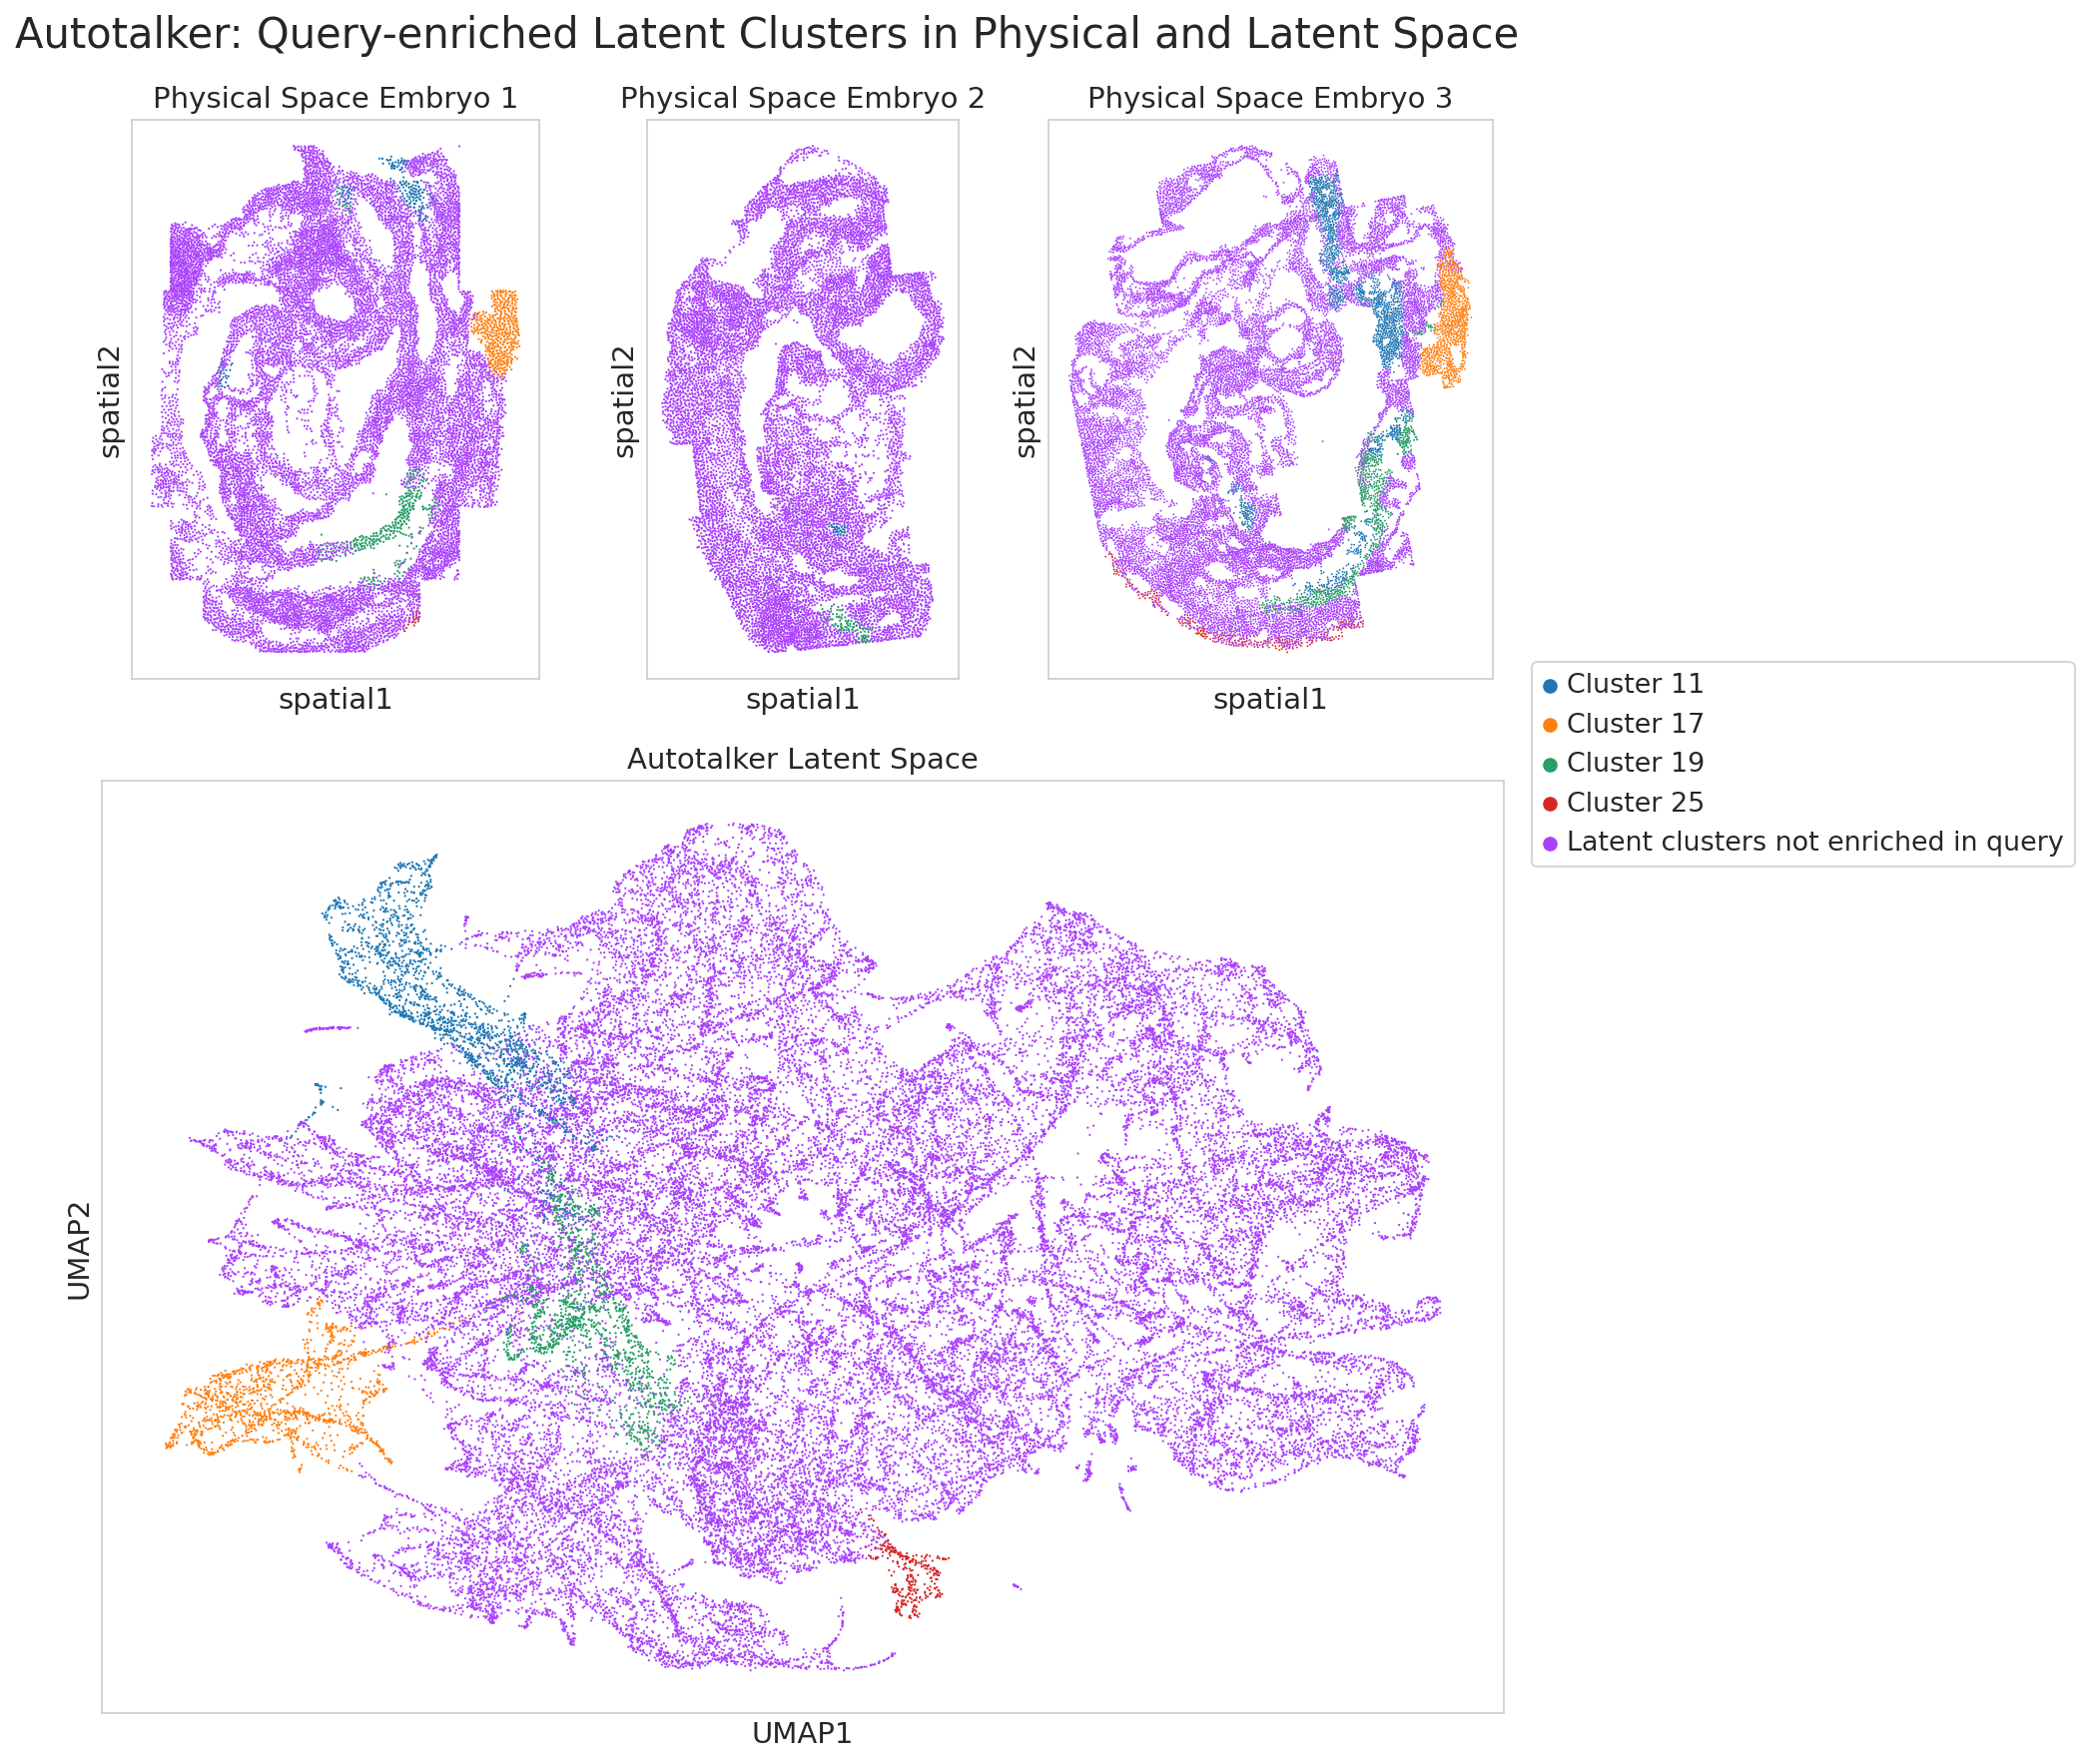 Autotalker: Query-enriched Latent Clusters in Physical and Latent Space
Physical Space Embryo 1
Physical Space Embryo 2
Physical Space Embryo 3
spatial2
spatial2
spatial2
spatial1
spatial1
spatial1
Cluster 11
Cluster 17
Cluster 19
Cluster 25
Latent clusters not enriched in query
Autotalker Latent Space
UMAP2
UMAP1